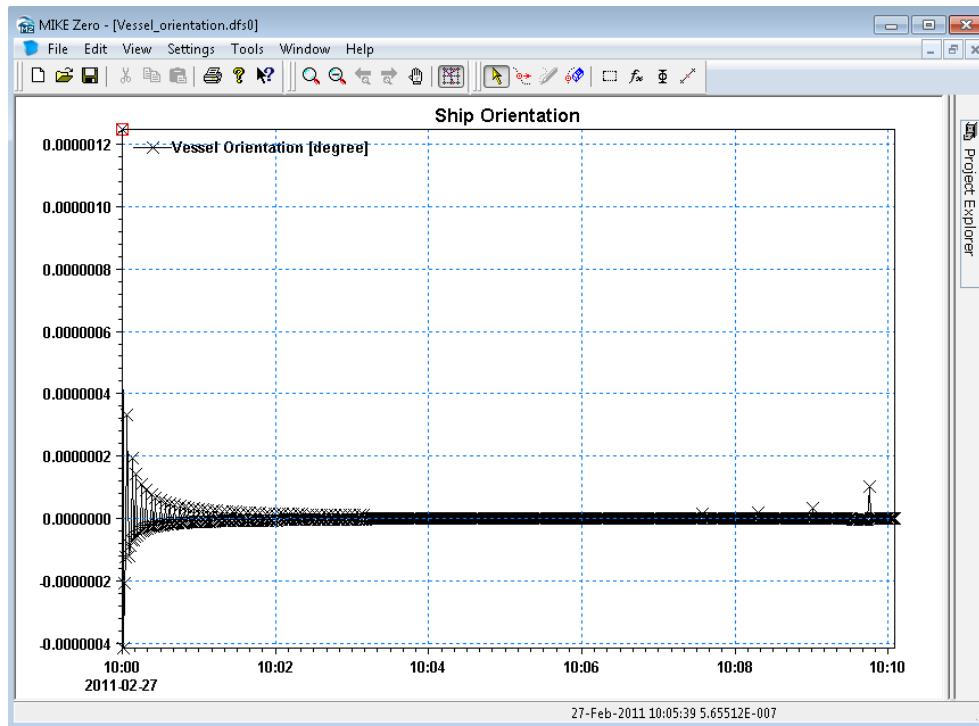 MIKE Zero - [Vessel_orientation.dfs0]
File Edit View Settings Tools Window Help
Ship Orientation
Vessel Orientation [degree]
0.0000012
0.0000010
0.0000008
0.0000006
0.0000004
0.0000002
0.0000000
-0.0000002
-0.0000004
10:00 10:02 10:04 10:06 10:08 10:10
2011-02-27
Project Explorer
27-Feb-2011 10:05:39 5.65512E-007